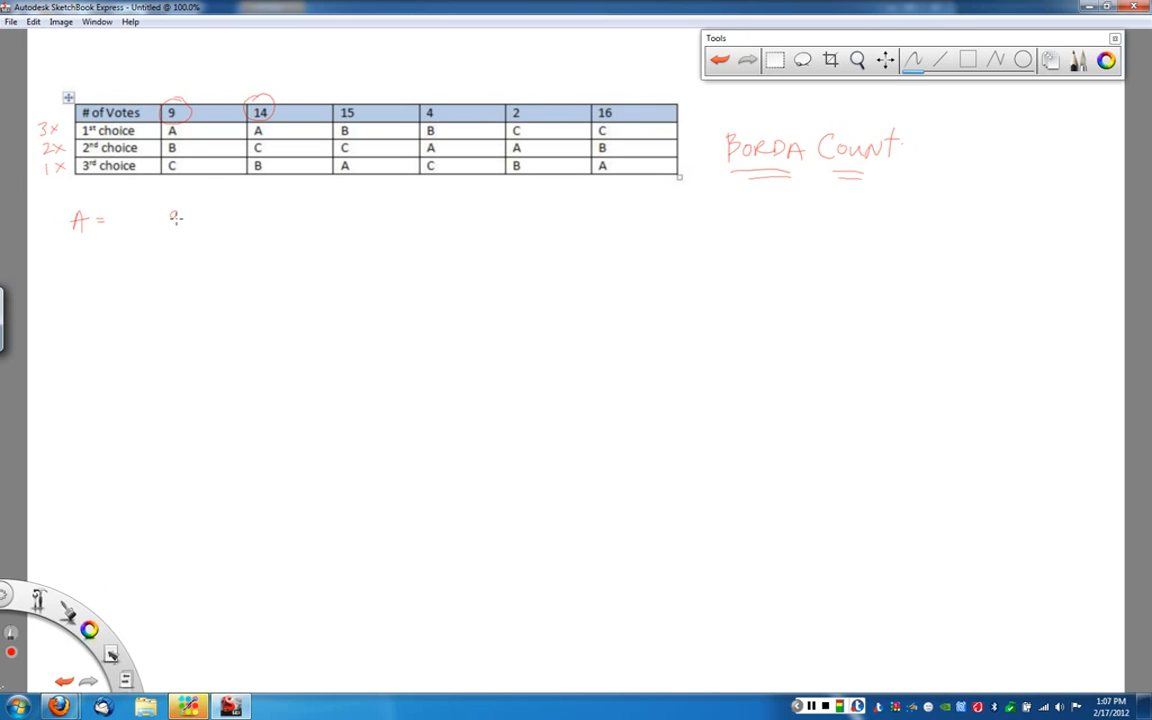 Autodesk SketchBook Express - Untitled @ 100.0%
File Edit Image Window Help
Tools
# of Votes 9 14 15 4 2 16
3x 1st choice A A B B C C
2x 2nd choice B C C A A B
1x 3rd choice C B A C B A
BORDA COUNT
A = 9
1:07 PM
2/17/2012